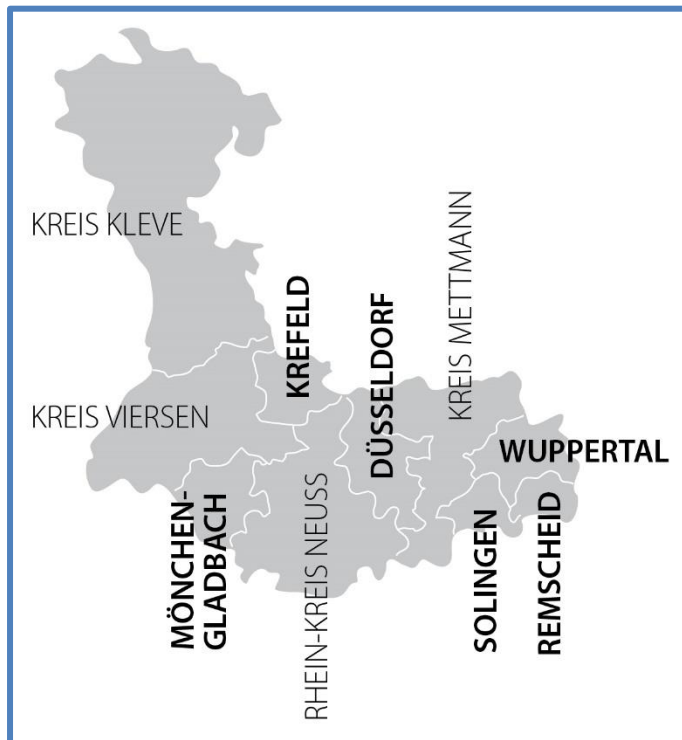 KREIS KLEVE
KREIS VIERSEN
KREFELD
DÜSSELDORF
KREIS METTMANN
WUPPERTAL
MÖNCHEN-
GLADBACH
RHEIN-KREIS NEUSS
SOLINGEN
REMSCHEID